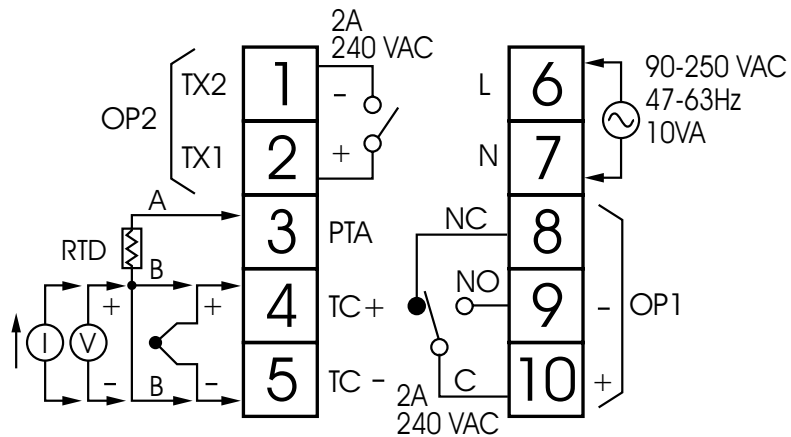 2A
240 VAC
OP2
TX2
TX1
1
2
3
4
5
-
+
A
RTD
B
B
I
V
+
-
+
-
PTA
TC+
TC -
L
N
6
7
8
9
10
90-250 VAC
47-63Hz
10VA
NC
NO
C
2A
240 VAC
-
+
OP1